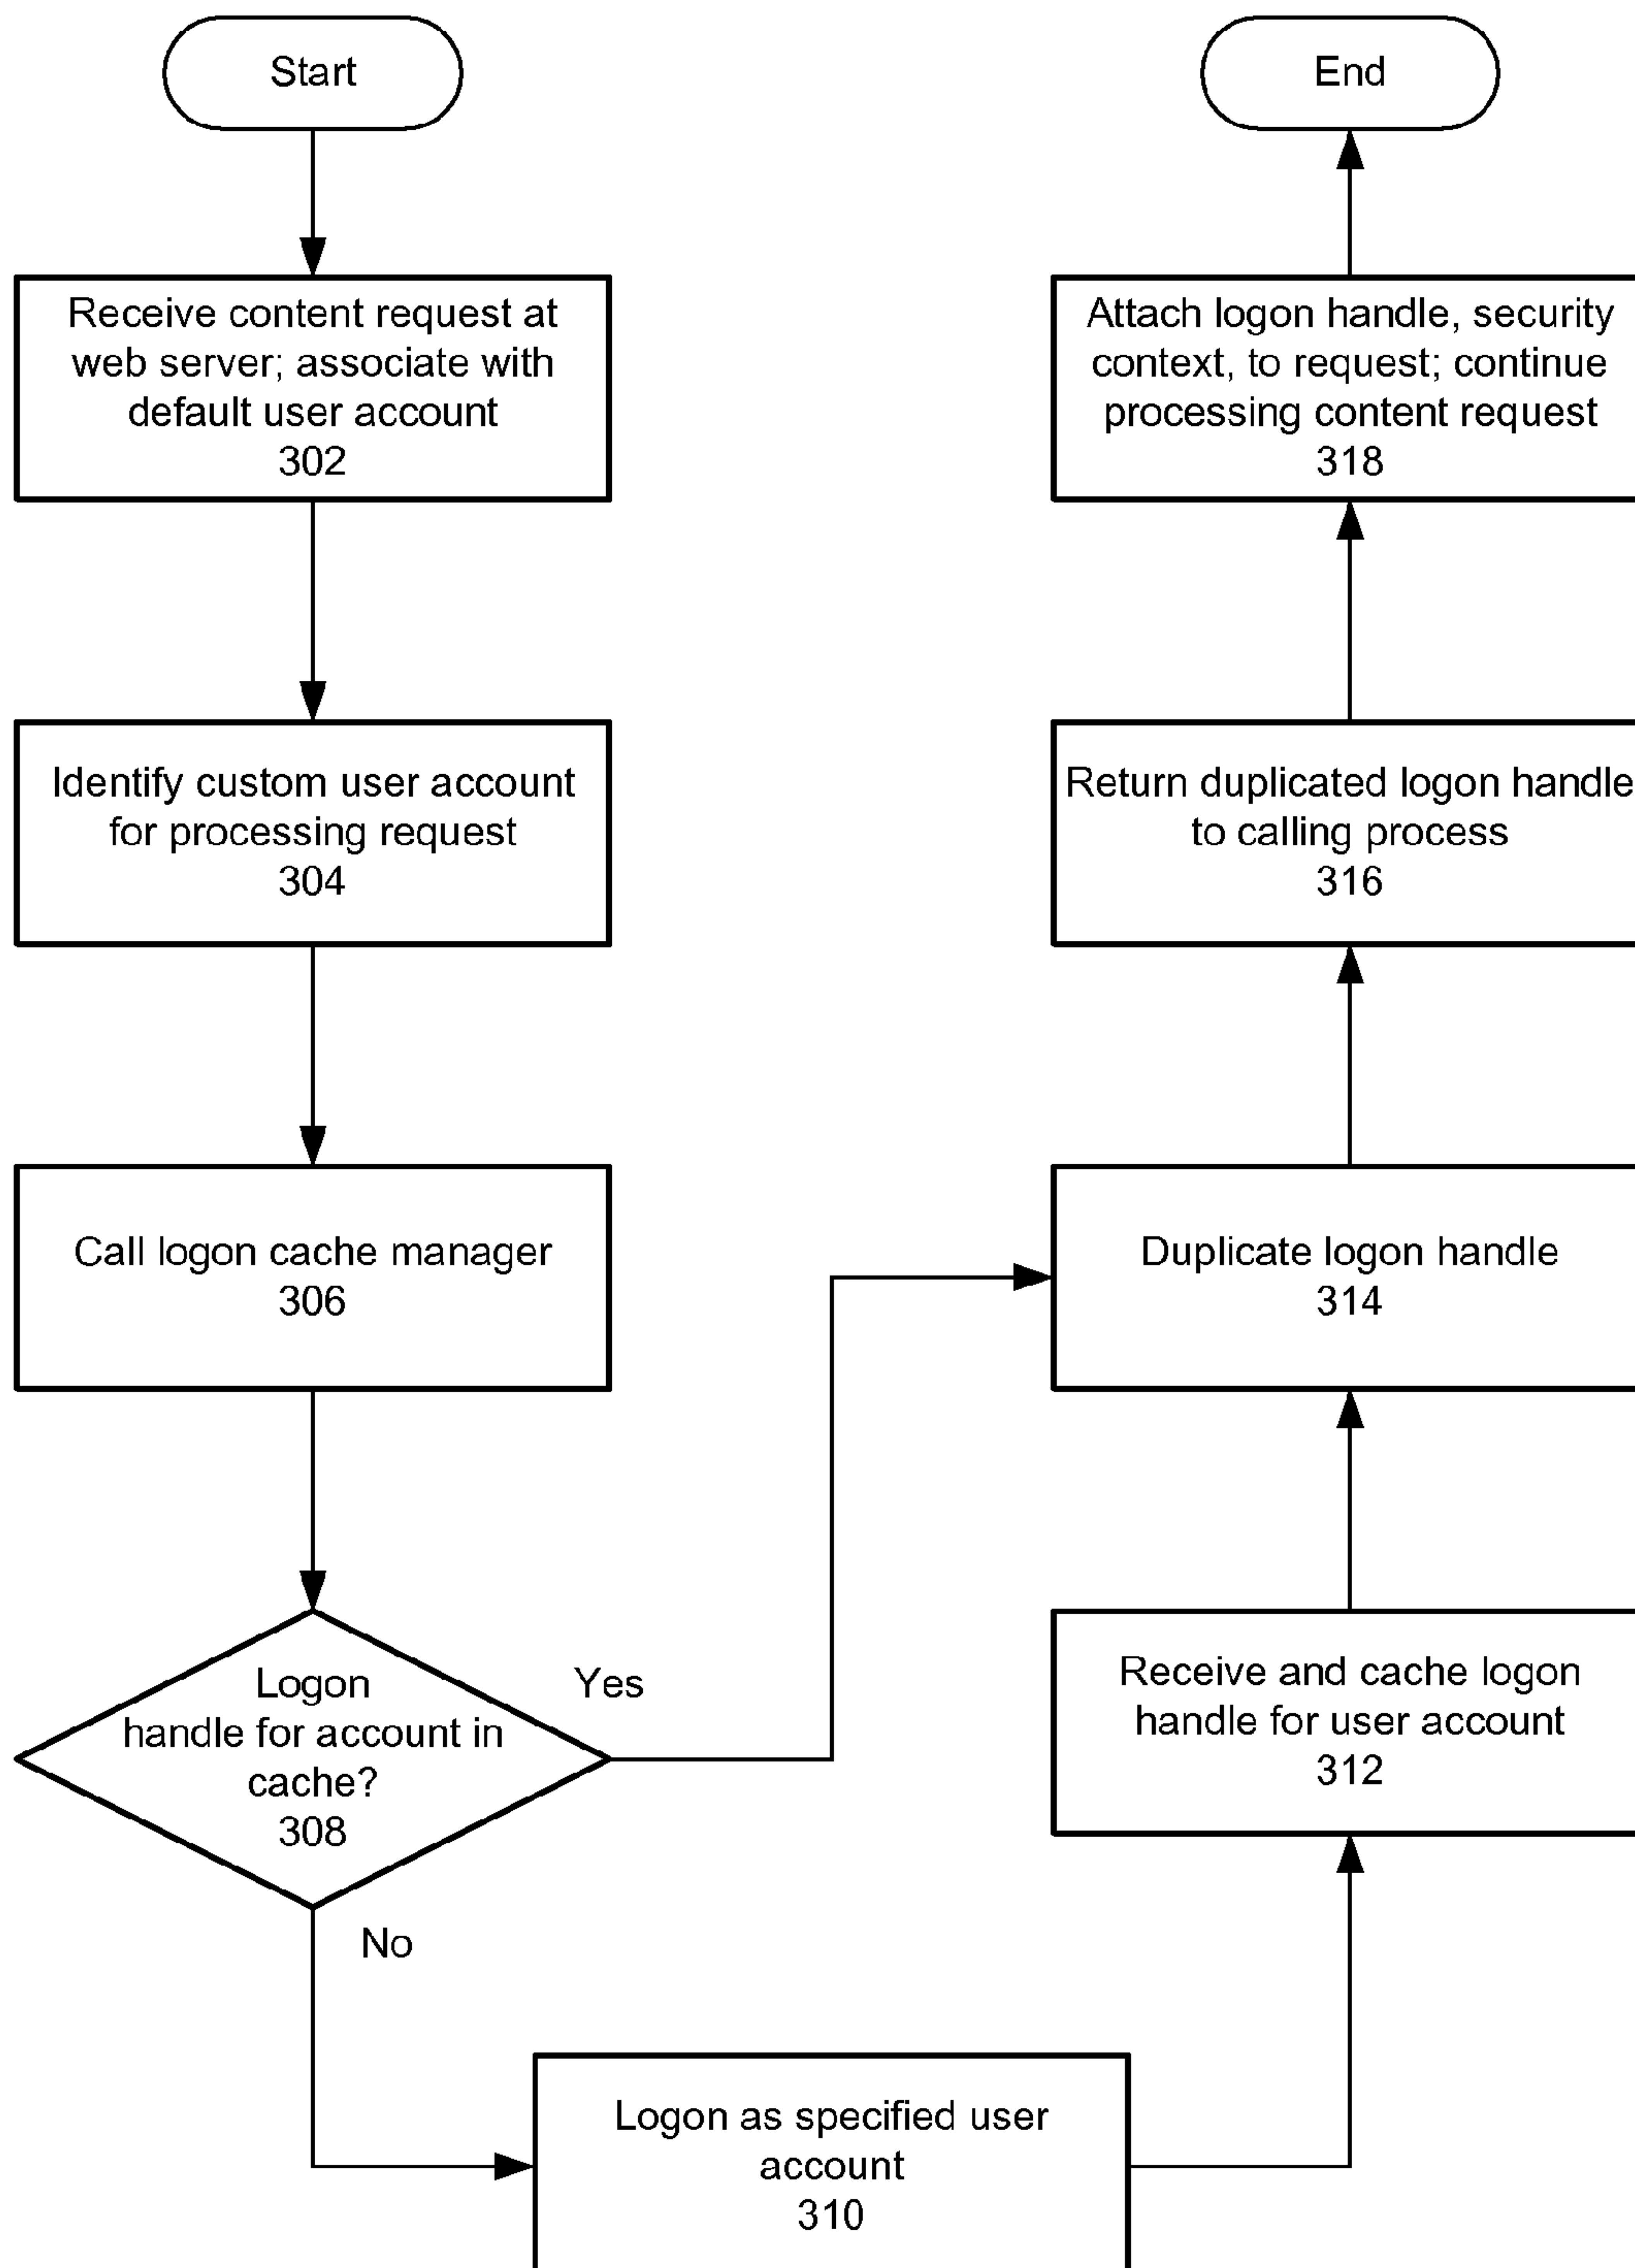 Start
Receive content request at
web server; associate with
default user account
302
Identify custom user account
for processing request
304
Call logon cache manager
306
Logon
handle for account in
cache?
308
Yes
No
Logon as specified user
account
310
Receive and cache logon
handle for user account
312
Duplicate logon handle
314
Return duplicated logon handle
to calling process
316
Attach logon handle, security
context, to request; continue
processing content request
318
End